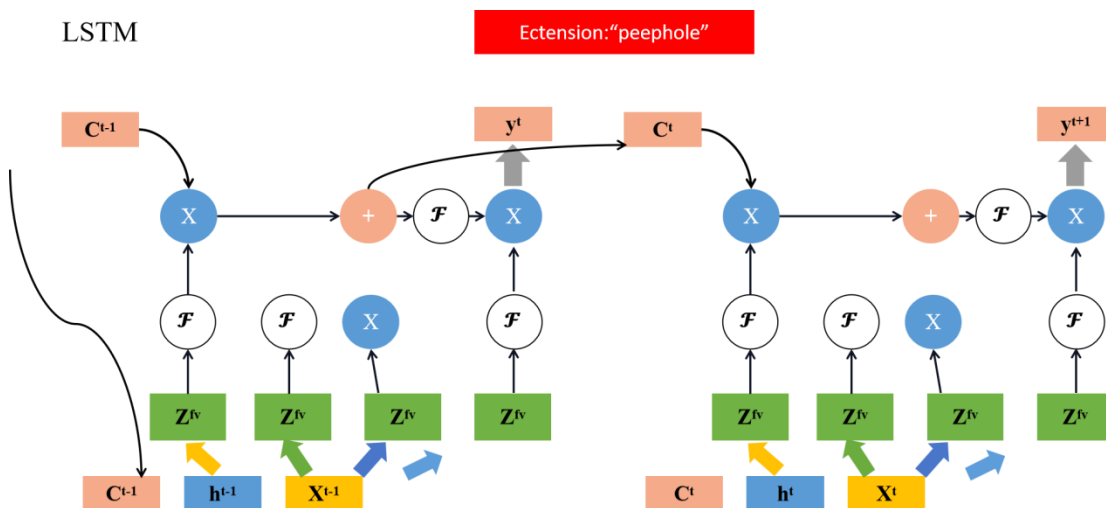 LSTM
Ectension:“peephole”
C^t-1
y^t
C^t
y^t+1
X
+
ℱ
X
X
+
ℱ
X
ℱ
ℱ
X
ℱ
ℱ
ℱ
X
ℱ
Z^fv
Z^fv
Z^fv
Z^fv
Z^fv
Z^fv
Z^fv
Z^fv
C^t-1
h^t-1
X^t-1
C^t
h^t
X^t